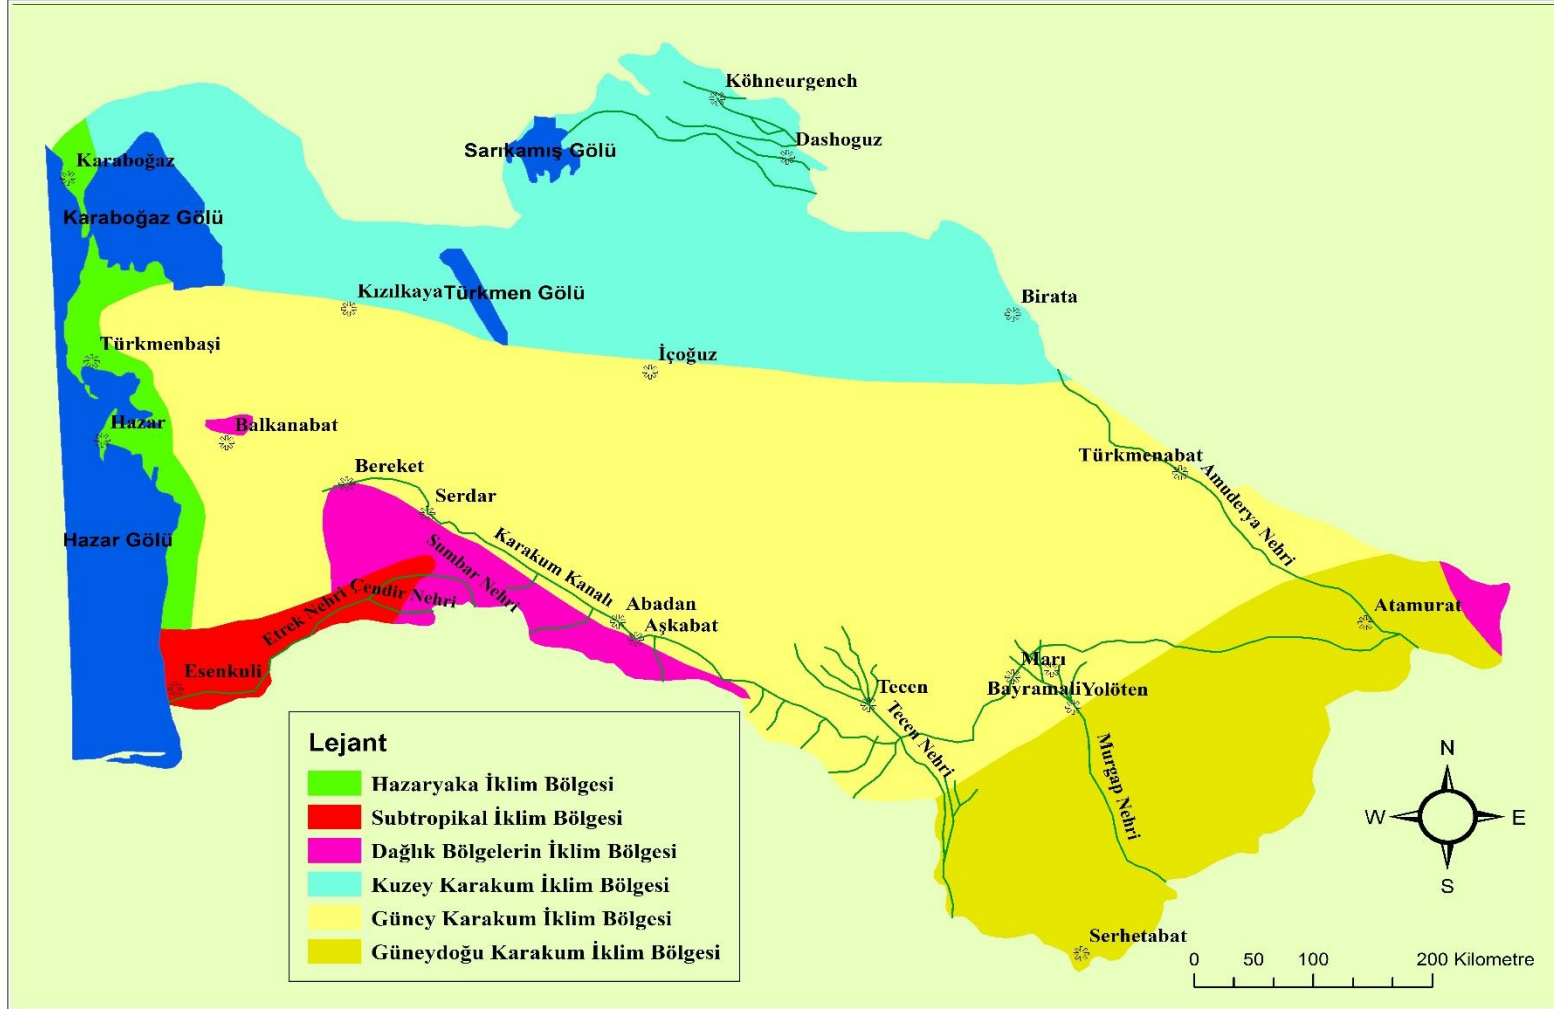 Köhneurgench
Dashoguz
Sarıkamış Gölü
Karaboğaz
Karaboğaz Gölü
Kızılkaya
Türkmen Gölü
Birata
Türkmenbaşi
İçoğuz
Hazar
Balkanabat
Türkmenabat
Amuderya Nehri
Bereket
Serdar
Hazar Gölü
Karakum Kanalı
Sumbar Nehri
Etrek Nehri
Çendir Nehri
Abadan
Aşkabat
Atamurat
Esenkuli
Tecen
Tecen Nehri
Marı
Bayramali
Yolöten
Murgap Nehri
Serhetabat
Lejant
Hazaryaka İklim Bölgesi
Subtropikal İklim Bölgesi
Dağlık Bölgelerin İklim Bölgesi
Kuzey Karakum İklim Bölgesi
Güney Karakum İklim Bölgesi
Güneydoğu Karakum İklim Bölgesi
N
W E
S
0 50 100 200 Kilometre